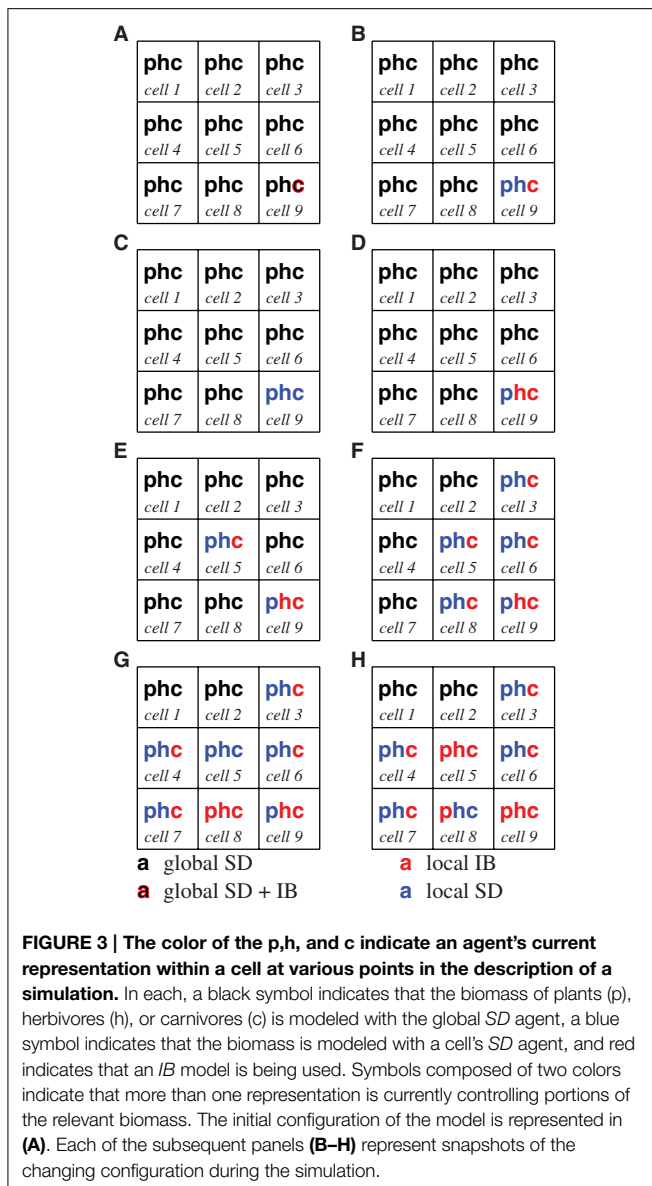 A B
phc phc phc phc phc phc
cell 1 cell 2 cell 3 cell 1 cell 2 cell 3
phc phc phc phc phc phc
cell 4 cell 5 cell 6 cell 4 cell 5 cell 6
phc phc phc phc phc phc
cell 7 cell 8 cell 9 cell 7 cell 8 cell 9
C D
phc phc phc phc phc phc
cell 1 cell 2 cell 3 cell 1 cell 2 cell 3
phc phc phc phc phc phc
cell 4 cell 5 cell 6 cell 4 cell 5 cell 6
phc phc phc phc phc phc
cell 7 cell 8 cell 9 cell 7 cell 8 cell 9
E F
phc phc phc phc phc phc
cell 1 cell 2 cell 3 cell 1 cell 2 cell 3
phc phc phc phc phc phc
cell 4 cell 5 cell 6 cell 4 cell 5 cell 6
phc phc phc phc phc phc
cell 7 cell 8 cell 9 cell 7 cell 8 cell 9
G H
phc phc phc phc phc phc
cell 1 cell 2 cell 3 cell 1 cell 2 cell 3
phc phc phc phc phc phc
cell 4 cell 5 cell 6 cell 4 cell 5 cell 6
phc phc phc phc phc phc
cell 7 cell 8 cell 9 cell 7 cell 8 cell 9
a global SD a local IB
a global SD + IB a local SD
FIGURE 3 | The color of the p,h, and c indicate an agent's current
representation within a cell at various points in the description of a
simulation. In each, a black symbol indicates that the biomass of plants (p),
herbivores (h), or carnivores (c) is modeled with the global SD agent, a blue
symbol indicates that the biomass is modeled with a cell's SD agent, and red
indicates that an IB model is being used. Symbols composed of two colors
indicate that more than one representation is currently controlling portions of
the relevant biomass. The initial configuration of the model is represented in
(A). Each of the subsequent panels (B–H) represent snapshots of the
changing configuration during the simulation.